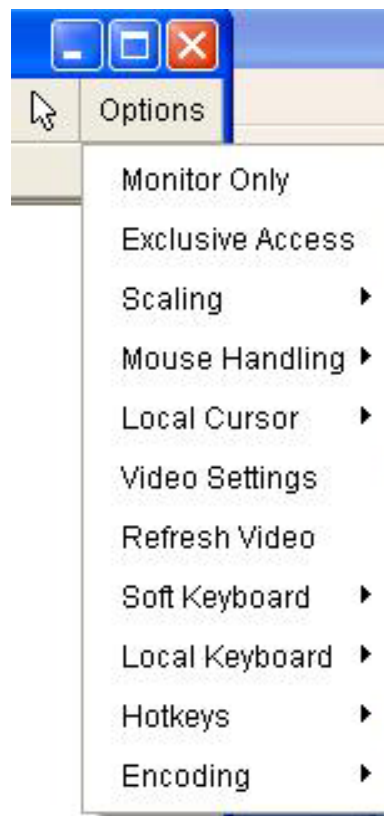 Options
Monitor Only
Exclusive Access
Scaling
Mouse Handling
Local Cursor
Video Settings
Refresh Video
Soft Keyboard
Local Keyboard
Hotkeys
Encoding